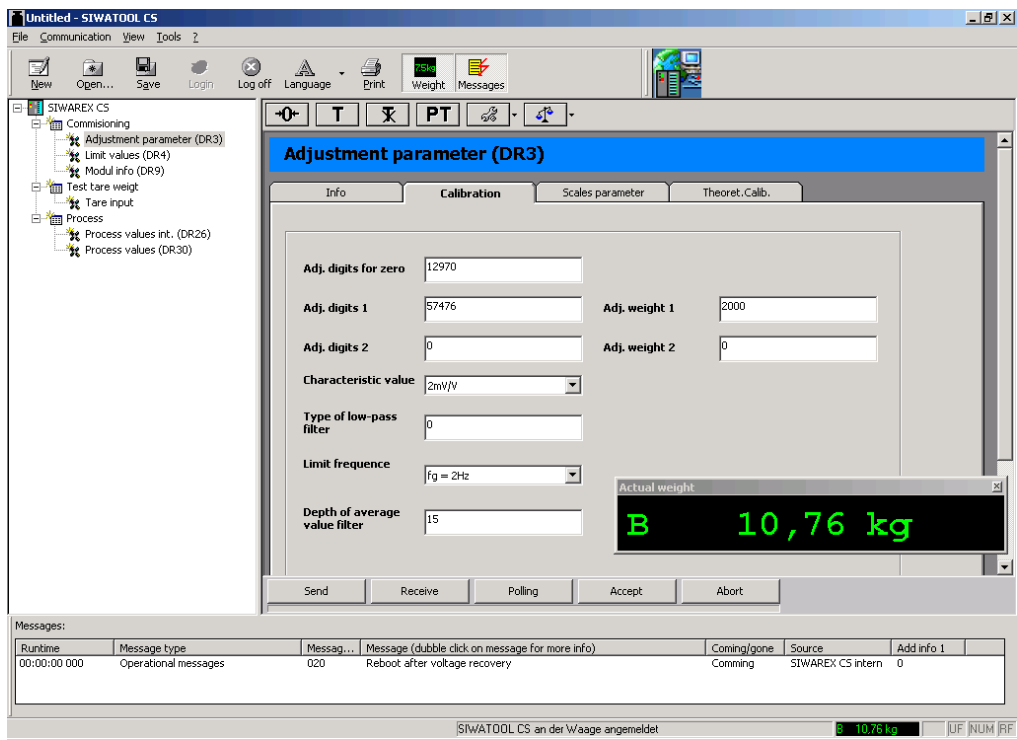 Untitled - SIWATOOL CS
File Communication View Tools ?
New Open... Save Login Log off Language Print 7.5kg Weight Messages
SIWAREX CS
Commisioning
Adjustment parameter (DR3)
Limit values (DR4)
Modul info (DR9)
Test tare weigt
Tare input
Process
Process values int. (DR26)
Process values (DR30)
0 T T PT
Adjustment parameter (DR3)
Info Calibration Scales parameter Theoret.Calib.
Adj. digits for zero 12970
Adj. digits 1 57476 Adj. weight 1 2000
Adj. digits 2 0 Adj. weight 2 0
Characteristic value 2mV/V
Type of low-pass
filter 0
Limit frequence fg = 2Hz
Depth of average
value filter 15
Actual weight
B 10,76 kg
Send Receive Polling Accept Abort
Messages:
Runtime Message type Messag... Message (dubble click on message for more info) Coming/gone Source Add info 1
00:00:00 000 Operational messages 020 Reboot after voltage recovery Comming SIWAREX CS intern 0
SIWATOOL CS an der Waage angemeldet B 10,76 kg UF NUM RF